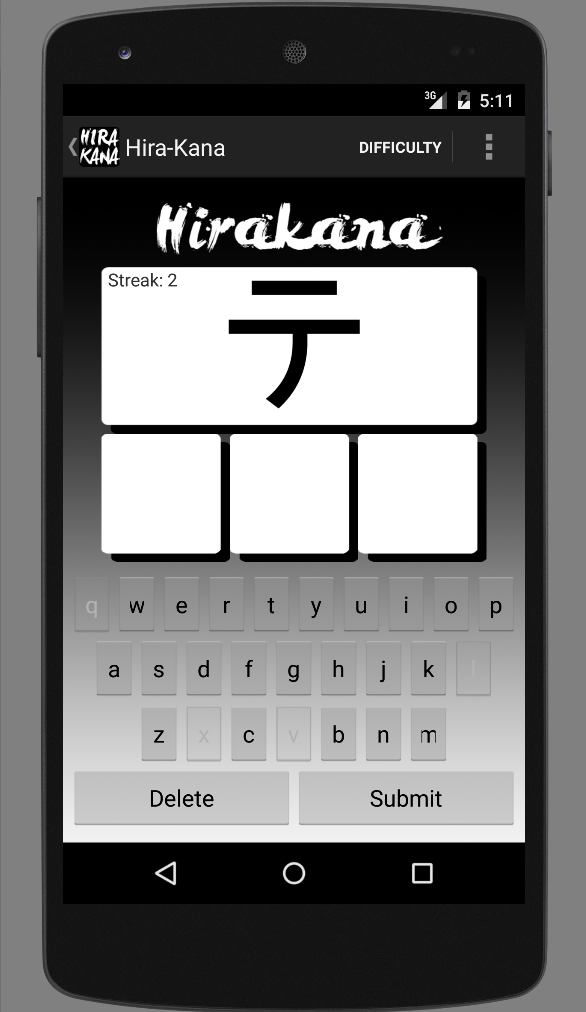 3G 5:11
HIRA
KANA
Hira-Kana DIFFICULTY
Hirakana
Streak: 2
テ
q w e r t y u i o p
a s d f g h j k l
z x c v b n m
Delete Submit